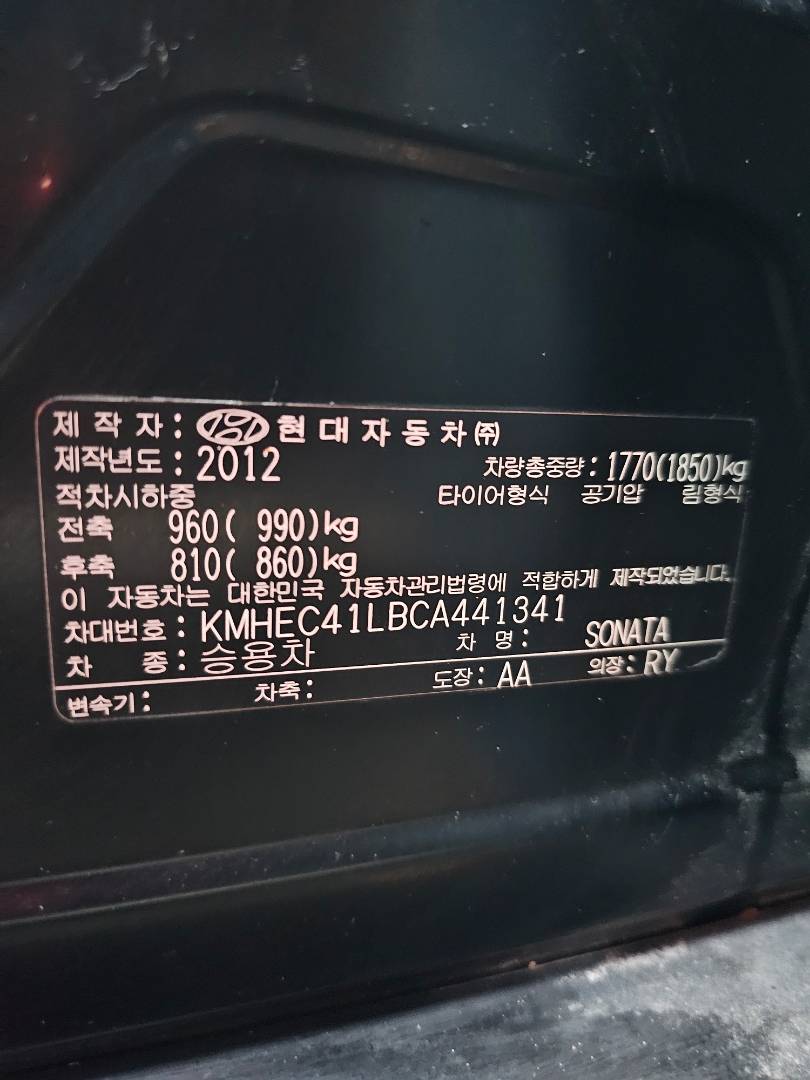 제 작 자 : 현대자동차㈜
제작년도 : 2012 차량총중량 : 1770(1850)kg
적차시하중 타이어형식 공기압 림형식
전축 960( 990)kg
후축 810( 860)kg
이 자동차는 대한민국 자동차관리법령에 적합하게 제작되었습니다.
차대번호 : KMHEC41LBCA441341
차 종 : 승용차 차 명 : SONATA
변속기 : 차축 : 도장 : AA 의장 : RY